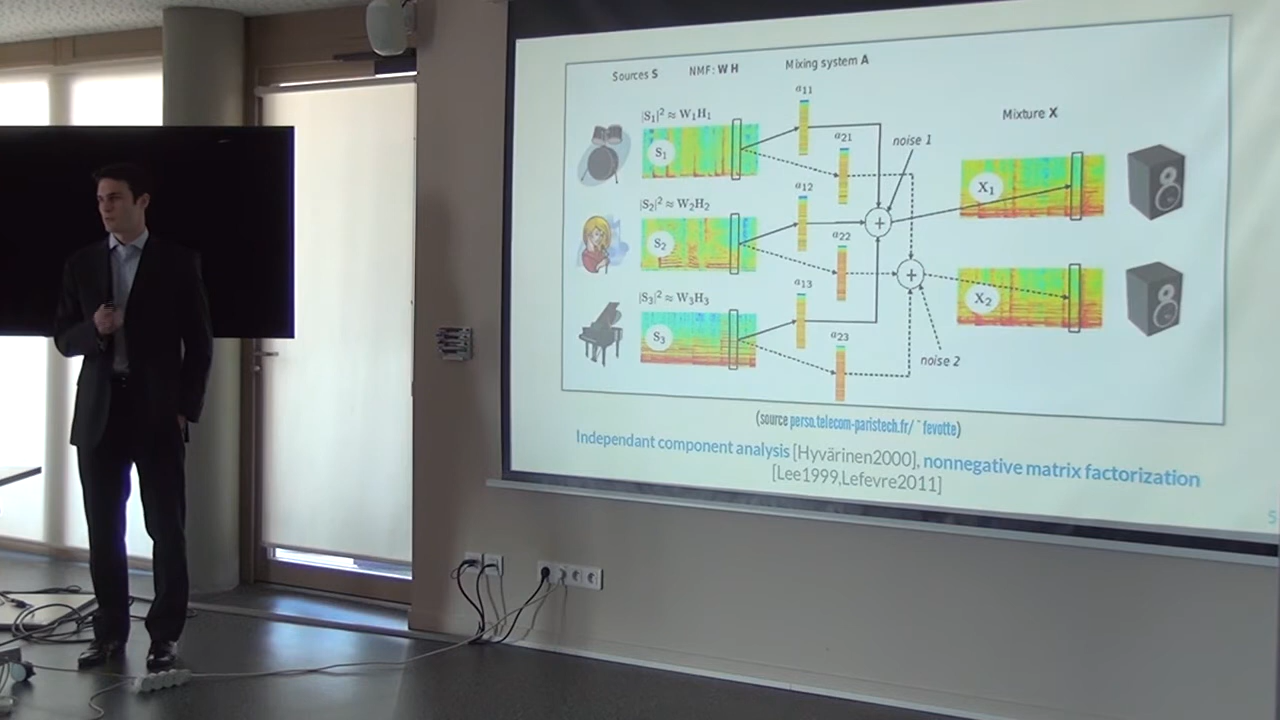 Sources S NMF: W H Mixing system A
|S₁|² ≈ W₁H₁
a₁₁
S₁
a₂₁
noise 1
Mixture X
X₁
|S₂|² ≈ W₂H₂
a₁₂
S₂
a₂₂
+
+
|S₃|² ≈ W₃H₃
a₁₃
S₃
a₂₃
X₂
noise 2
(source perso.telecom-paristech.fr/~fevotte)
Independant component analysis [Hyvärinen2000], nonnegative matrix factorization
[Lee1999,Lefevre2011]
5